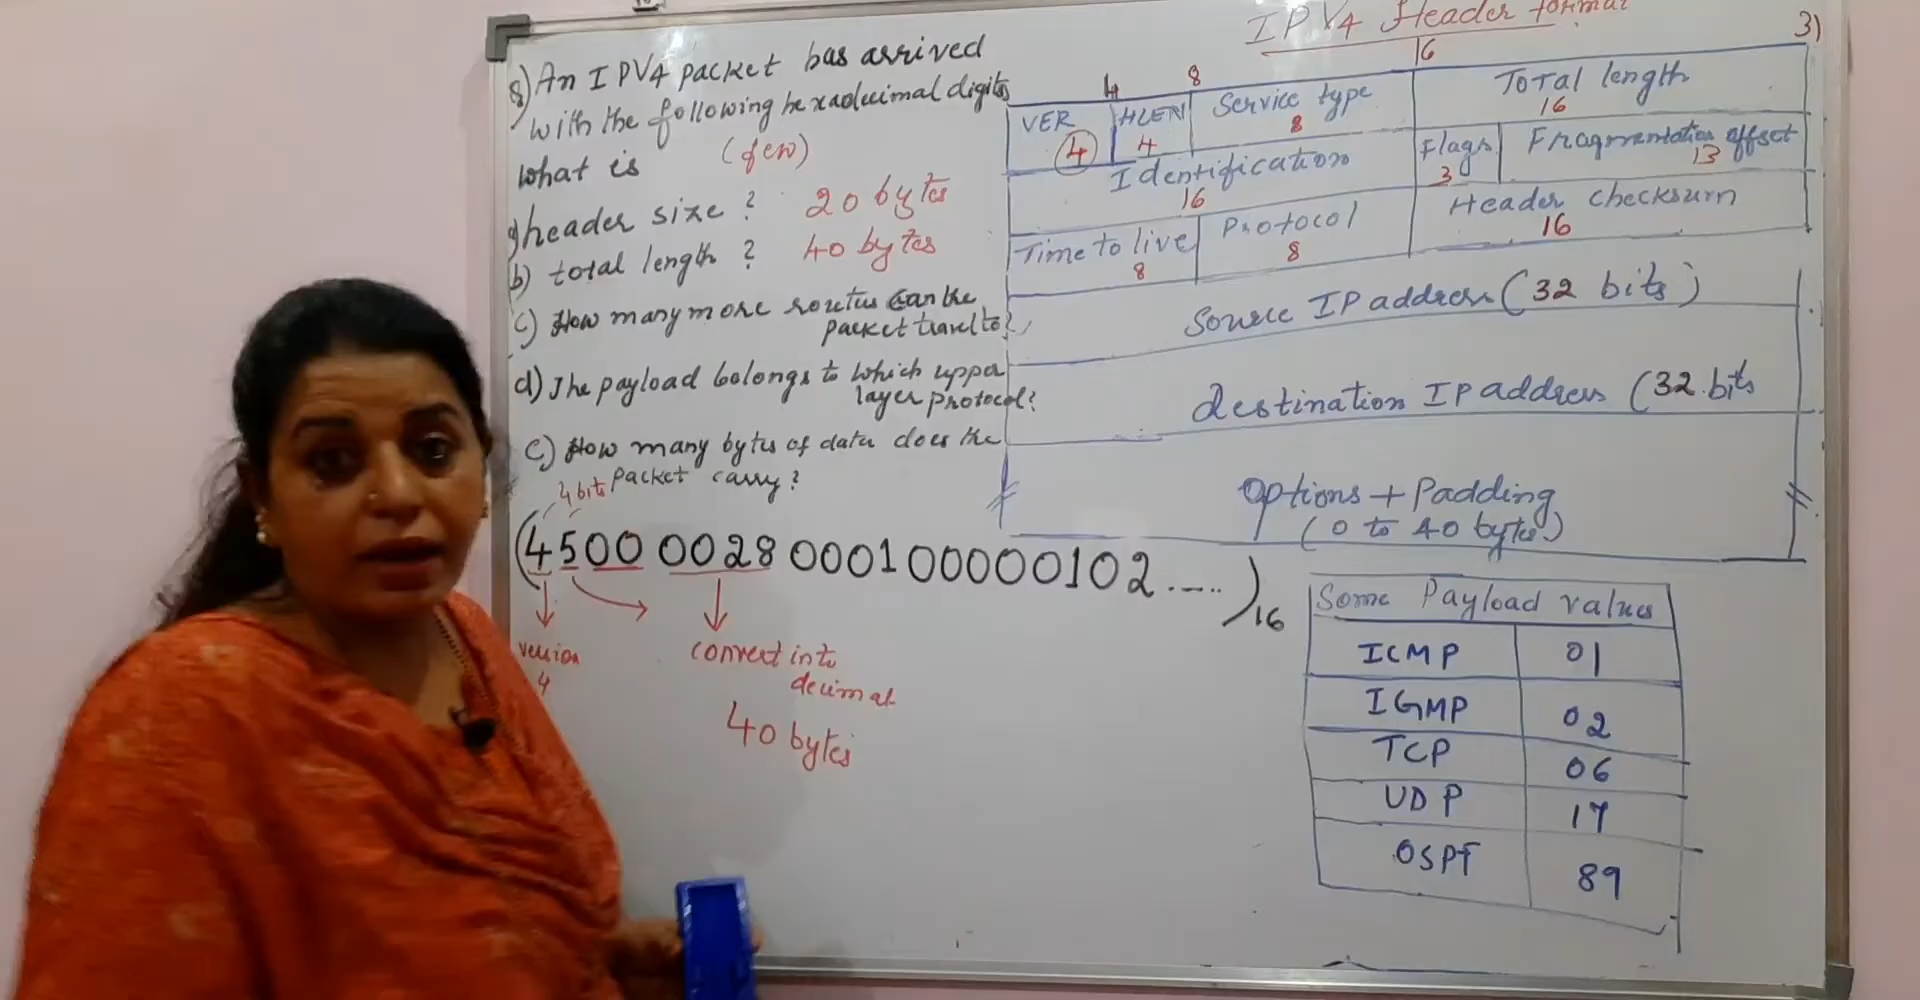 8) An IPV4 packet has arrived
with the following hexadecimal digits
(few)
what is
a) header size? 20 bytes
b) total length? 40 bytes
c) How many more routes can the
packet travel to?
d) The payload belongs to which upper
layer protocol?
e) How many bytes of data does the
packet carry?
4 bits
(4500 0028 000100000102.....)16
version
4
convert into
decimal
40 bytes
IPV4 Header format
3)
4 8 16
VER 4
HLEN 4
Service type 8
Total length 16
Identification 16
Flags 3
Fragmentation offset 13
Time to live 8
Protocol 8
Header checksum 16
Source IP address (32 bits)
destination IP address (32 bits
Options + Padding
(0 to 40 bytes)
Some Payload values
ICMP 01
IGMP 02
TCP 06
UDP 17
OSPF 89